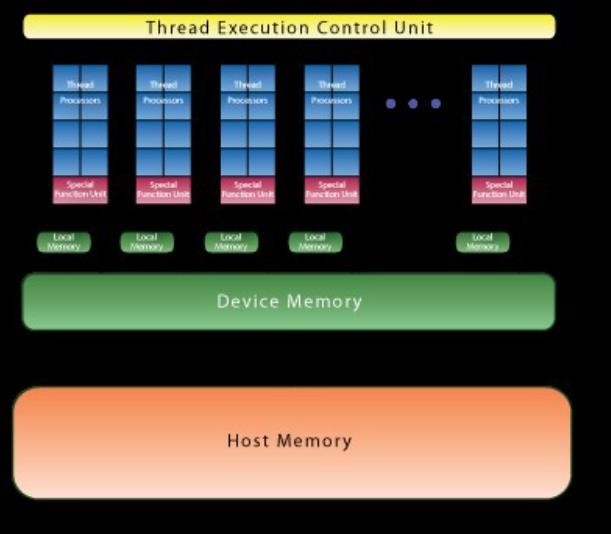 Thread Execution Control Unit
Thread
Processors
Thread
Processors
Thread
Processors
Thread
Processors
Thread
Processors
Special
Function Unit
Special
Function Unit
Special
Function Unit
Special
Function Unit
Special
Function Unit
Local
Memory
Local
Memory
Local
Memory
Local
Memory
Local
Memory
Device Memory
Host Memory